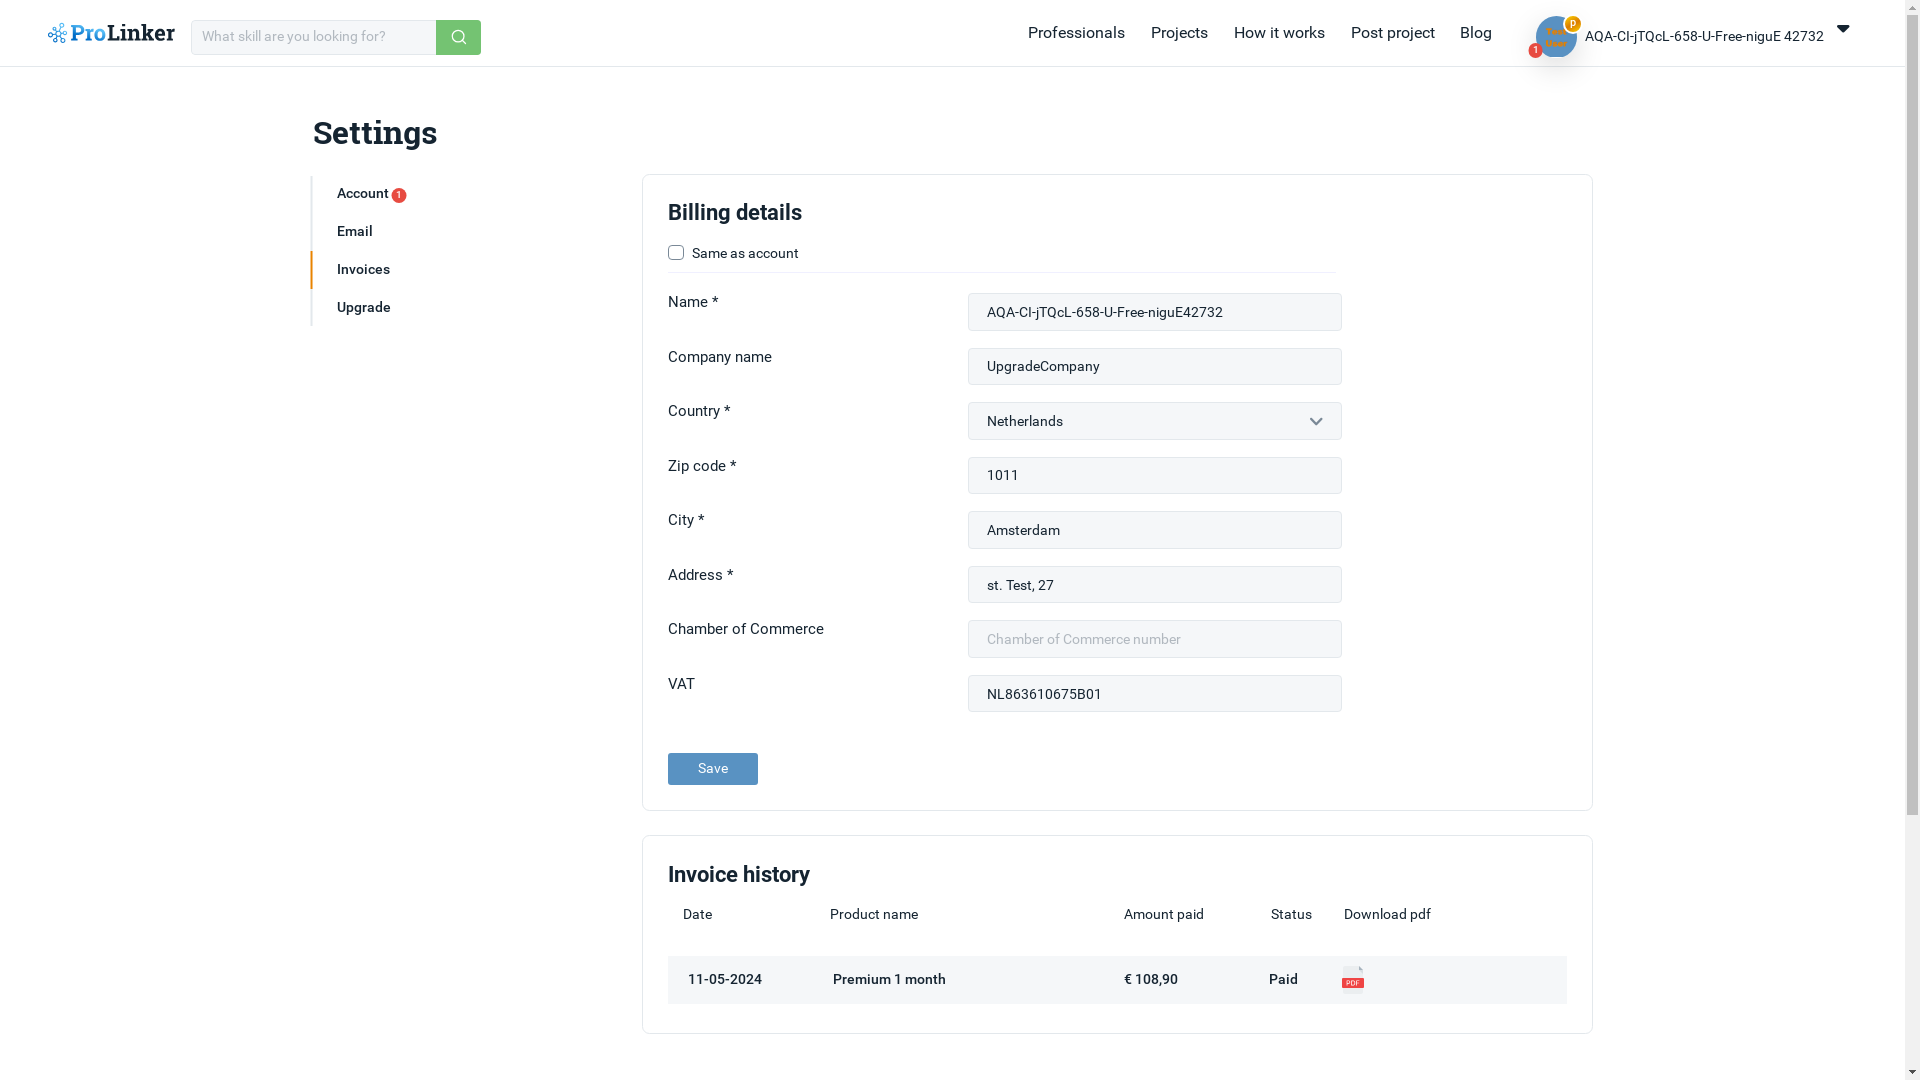 ProLinker
What skill are you looking for?
Professionals
Projects
How it works
Post project
Blog
Test
User
p
1
AQA-CI-jTQcL-658-U-Free-niguE 42732
Settings
Account 1
Email
Invoices
Upgrade
Billing details
Same as account
Name * AQA-CI-jTQcL-658-U-Free-niguE42732
Company name UpgradeCompany
Country * Netherlands
Zip code * 1011
City * Amsterdam
Address * st. Test, 27
Chamber of Commerce Chamber of Commerce number
VAT NL863610675B01
Save
Invoice history
Date Product name Amount paid Status Download pdf
11-05-2024 Premium 1 month € 108,90 Paid PDF